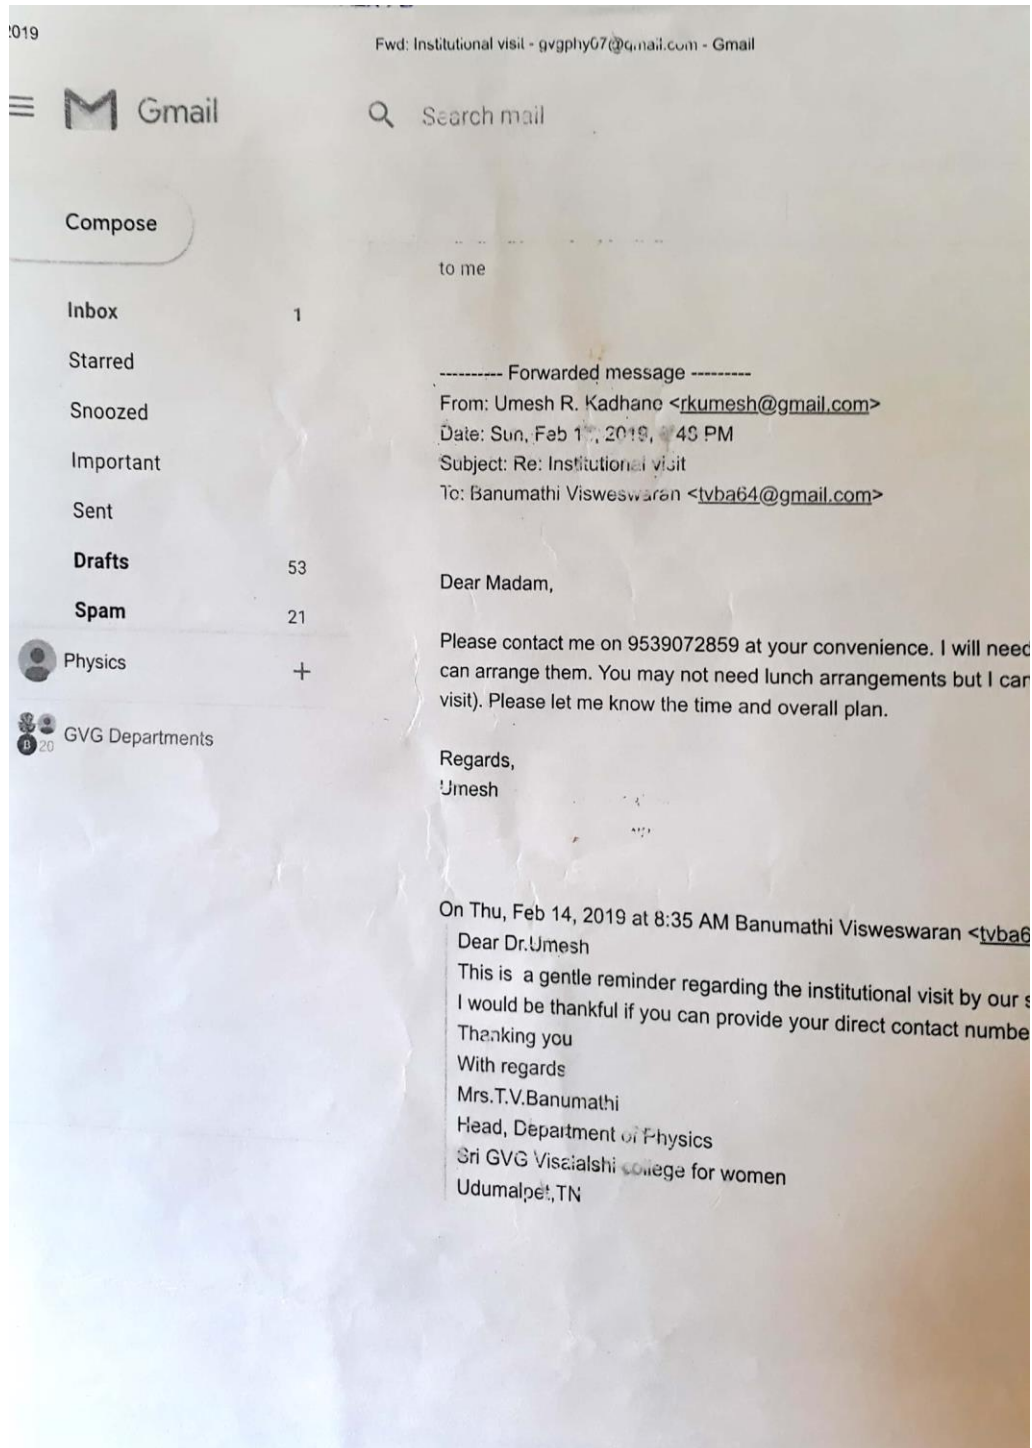 2019
Fwd: Institutional visit - gvgphy07@gmail.com - Gmail
Gmail
Search mail
Compose
to me
Inbox 1
Starred
Snoozed
Important
Sent
Drafts 53
Spam 21
Physics +
GVG Departments
B 20
---------- Forwarded message ---------
From: Umesh R. Kadhane <rkumesh@gmail.com>
Date: Sun, Feb 2019, PM
Subject: Re: Institutional visit
To: Banumathi Visweswaran <tvba64@gmail.com>
Dear Madam,
Please contact me on 9539072859 at your convenience. I will need
can arrange them. You may not need lunch arrangements but I can
visit). Please let me know the time and overall plan.
Regards,
Umesh
On Thu, Feb 14, 2019 at 8:35 AM Banumathi Visweswaran <tvba6
Dear Dr.Umesh
This is a gentle reminder regarding the institutional visit by our s
I would be thankful if you can provide your direct contact numbe
Thanking you
With regards
Mrs.T.V.Banumathi
Head, Department of Physics
Sri GVG Visaialshi college for women
Udumalpet,TN